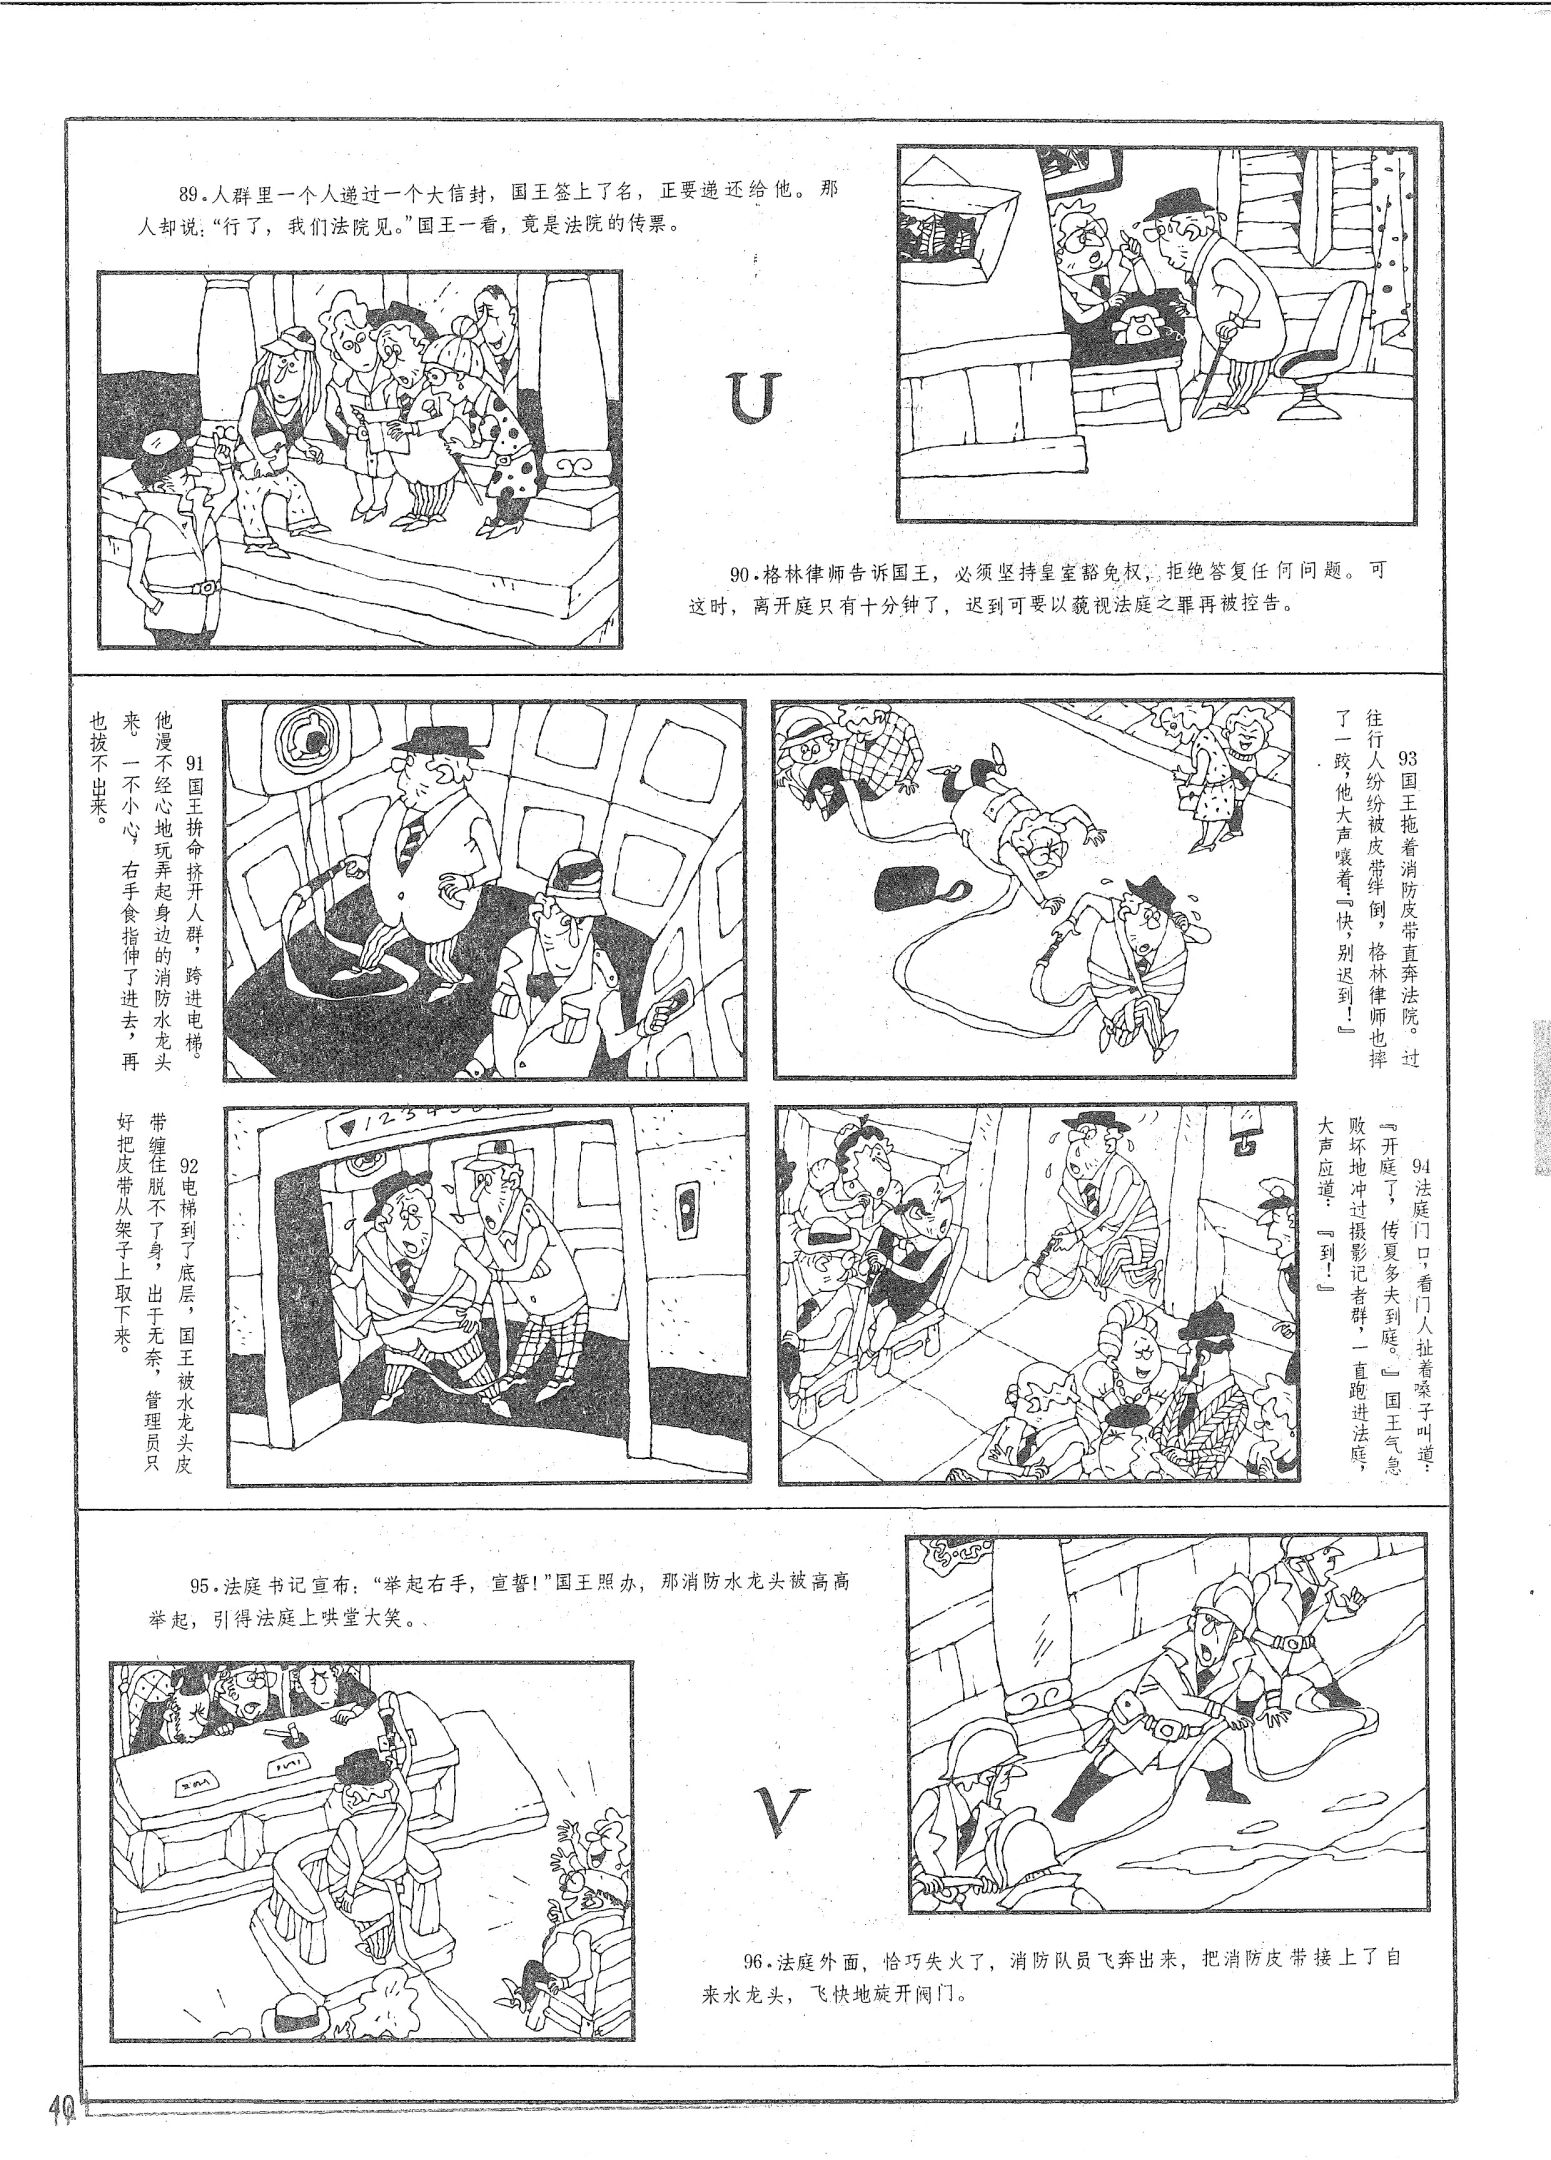 89.人群里一个人递过一个大信封，国王签上了名，正要递还给他。那
人却说：“行了，我们法院见。”国王一看，竟是法院的传票。
U
90.格林律师告诉国王，必须坚持皇室豁免权，拒绝答复任何问题。可
这时，离开庭只有十分钟了，迟到可要以藐视法庭之罪再被控告。
91国王拚命挤开人群，跨进电梯。
他漫不经心地玩弄起身边的消防水龙头
来。一不小心，右手食指伸了进去，再
也拔不出来。
92电梯到了底层，国王被水龙头皮
带缠住脱不了身，出于无奈，管理员只
好把皮带从架子上取下来。
▼12345
93国王拖着消防皮带直奔法院。过
往行人纷纷被皮带绊倒，格林律师也摔
了一跤，他大声嚷着：『快，别迟到！』
94法庭门口，看门人扯着嗓子叫道：
『开庭了，传夏多夫到庭。』国王气急
败坏地冲过摄影记者群，一直跑进法庭，
大声应道：『到！』
95.法庭书记宣布：“举起右手，宣誓！”国王照办，那消防水龙头被高高
举起，引得法庭上哄堂大笑。
V
96.法庭外面，恰巧失火了，消防队员飞奔出来，把消防皮带接上了自
来水龙头，飞快地旋开阀门。